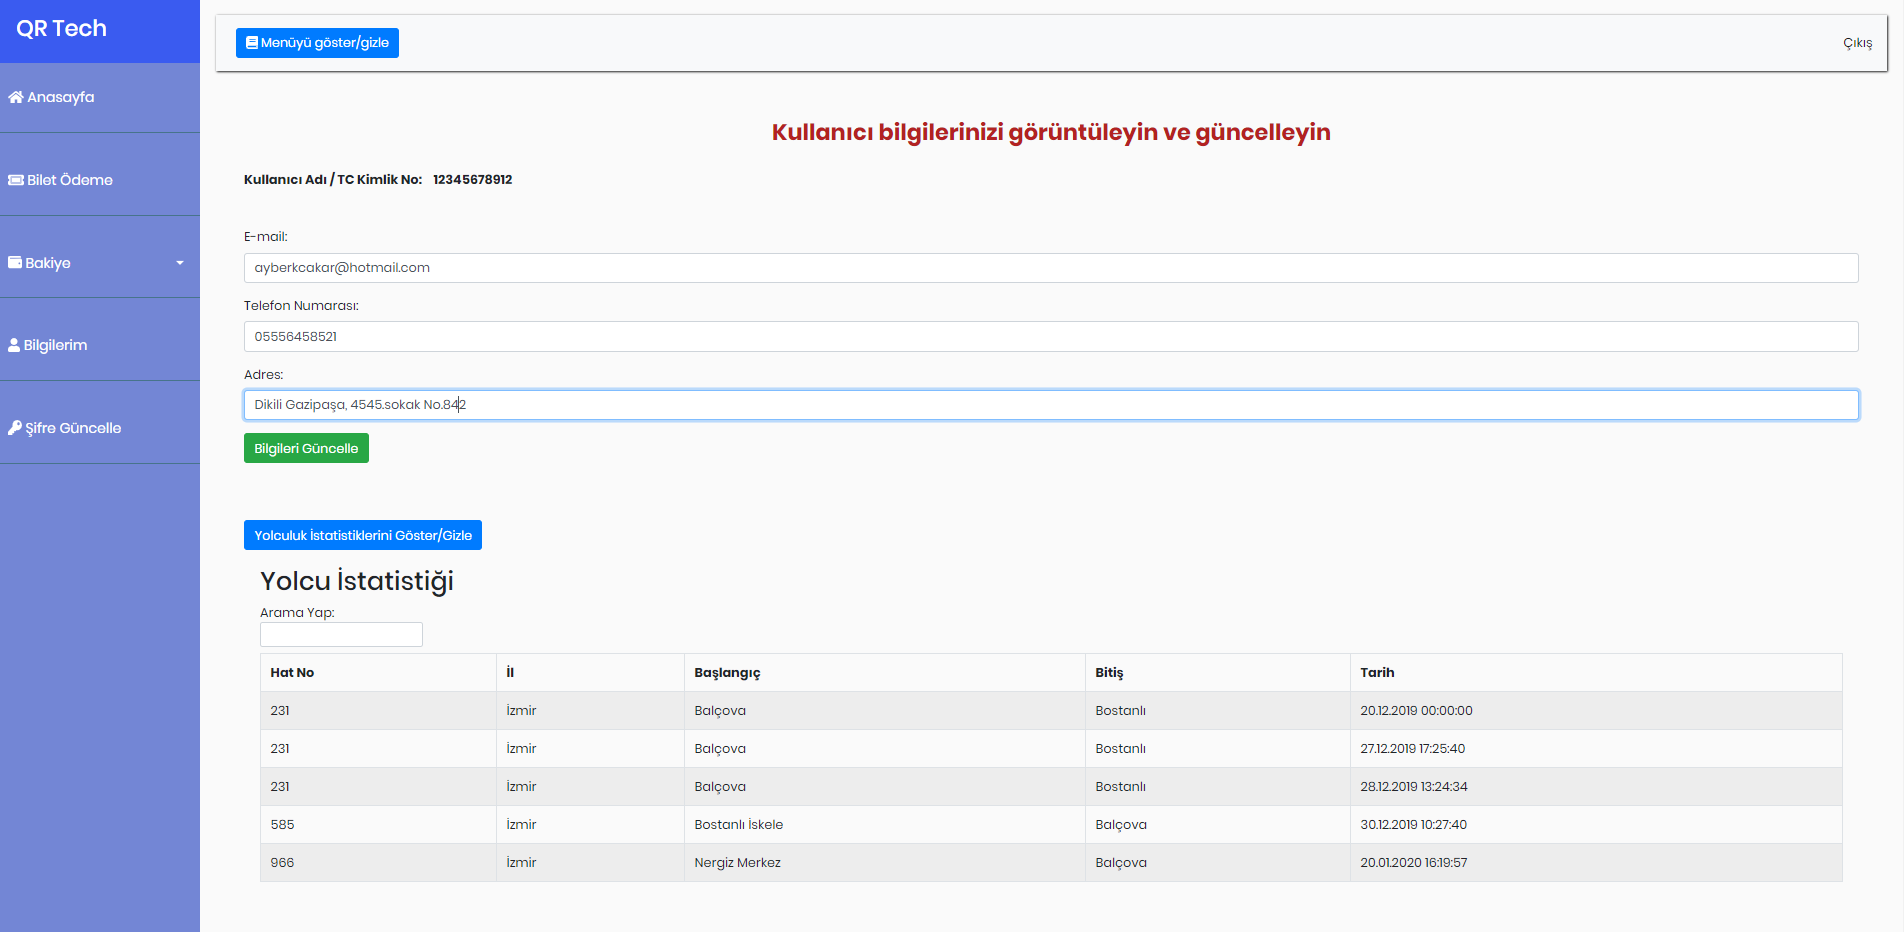 QR Tech
Menüyü göster/gizle
Çıkış
Anasayfa
Bilet Ödeme
Bakiye
Bilgilerim
Şifre Güncelle
Kullanıcı bilgilerinizi görüntüleyin ve güncelleyin
Kullanıcı Adı / TC Kimlik No: 12345678912
E-mail:
ayberkcakar@hotmail.com
Telefon Numarası:
05556458521
Adres:
Dikili Gazipaşa, 4545.sokak No.842
Bilgileri Güncelle
Yolculuk İstatistiklerini Göster/Gizle
Yolcu İstatistiği
Arama Yap:
Hat No İl Başlangıç Bitiş Tarih
231 İzmir Balçova Bostanlı 20.12.2019 00:00:00
231 İzmir Balçova Bostanlı 27.12.2019 17:25:40
231 İzmir Balçova Bostanlı 28.12.2019 13:24:34
585 İzmir Bostanlı İskele Balçova 30.12.2019 10:27:40
966 İzmir Nergiz Merkez Balçova 20.01.2020 16:19:57